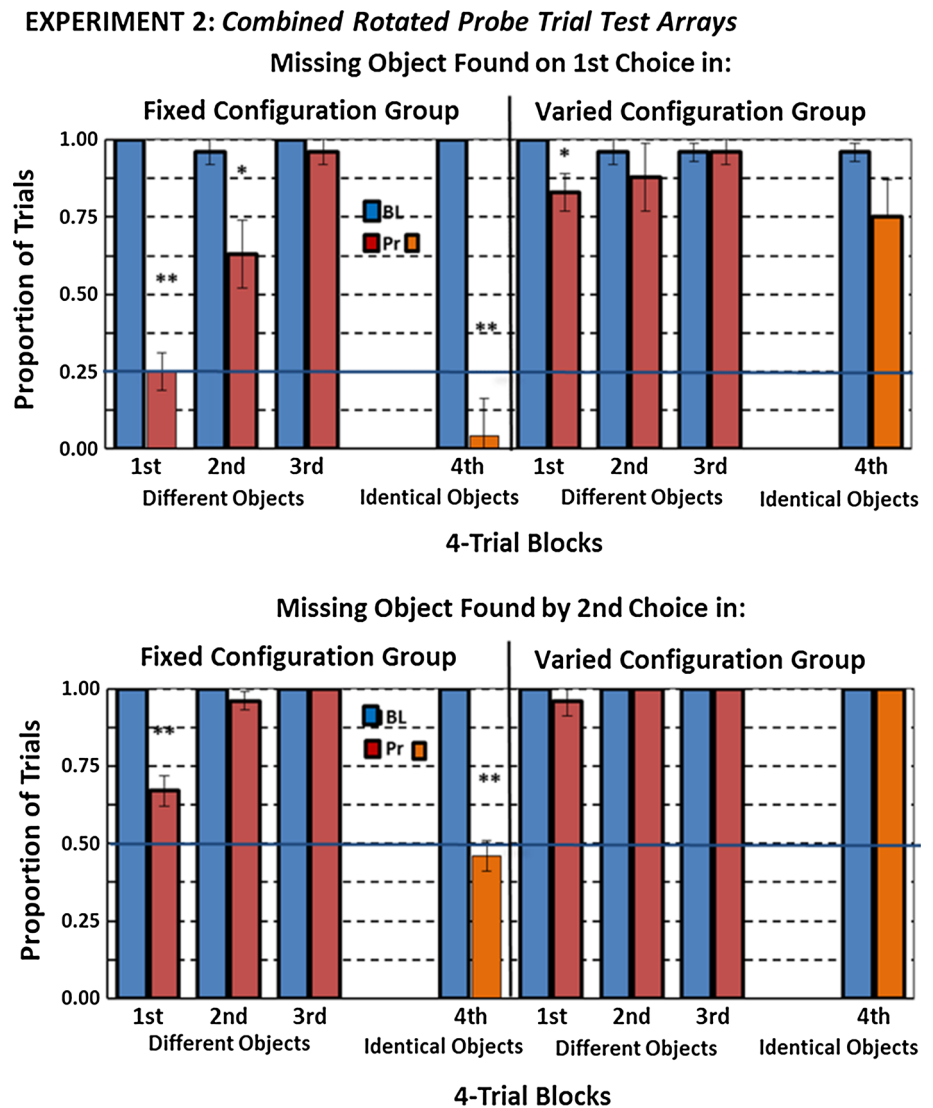 EXPERIMENT 2: Combined Rotated Probe Trial Test Arrays
Missing Object Found on 1st Choice in:
Fixed Configuration Group
Varied Configuration Group
Proportion of Trials
1.00
0.75
0.50
0.25
0.00
**
*
BL
Pr
**
*
1st 2nd 3rd 4th 1st 2nd 3rd 4th
Different Objects Identical Objects Different Objects Identical Objects
4-Trial Blocks
Missing Object Found by 2nd Choice in:
Fixed Configuration Group
Varied Configuration Group
Proportion of Trials
1.00
0.75
0.50
0.25
0.00
**
BL
Pr
**
1st 2nd 3rd 4th 1st 2nd 3rd 4th
Different Objects Identical Objects Different Objects Identical Objects
4-Trial Blocks